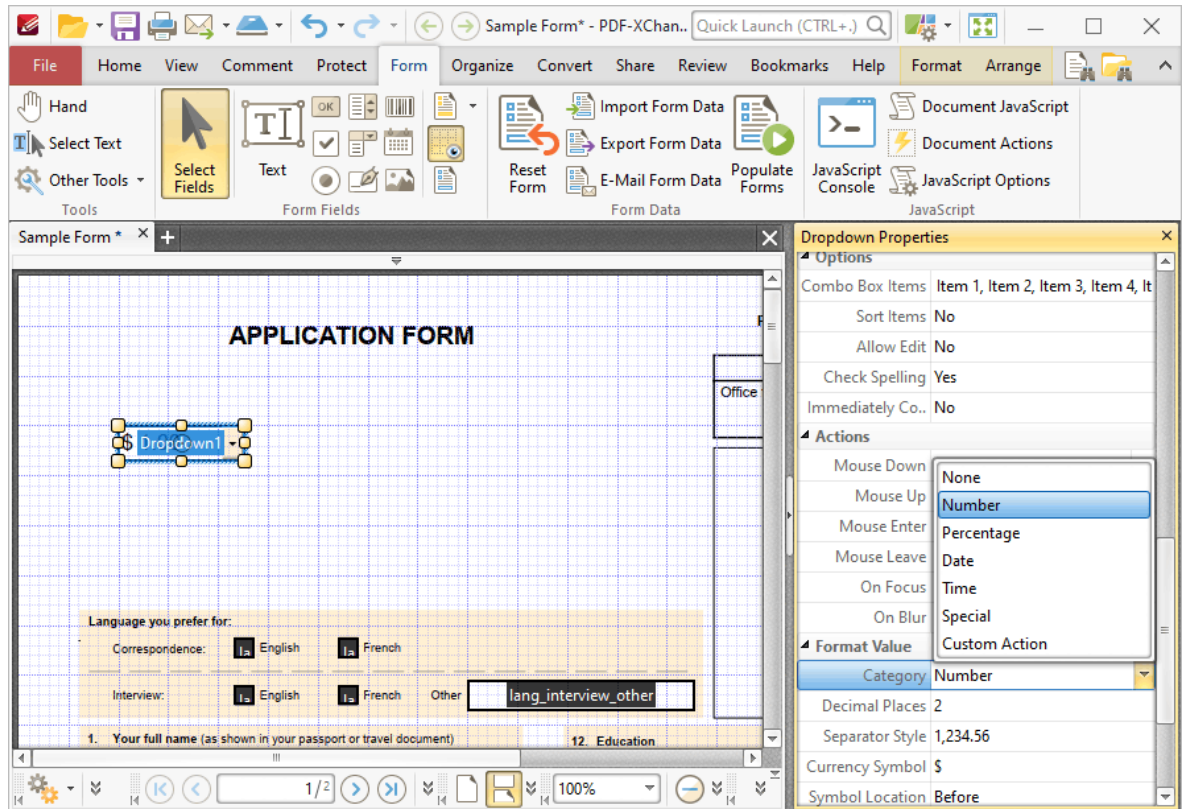 Sample Form* - PDF-XChan.. Quick Launch (CTRL+.)
File Home View Comment Protect Form Organize Convert Share Review Bookmarks Help Format Arrange
Hand
Select Text
Other Tools
Tools
Select Fields
Text
OK
Form Fields
Reset Form
Import Form Data
Export Form Data
E-Mail Form Data
Populate Forms
Form Data
JavaScript Console
Document JavaScript
Document Actions
JavaScript Options
JavaScript
Sample Form *
APPLICATION FORM
Office
$ Dropdown1
Language you prefer for:
Correspondence: English French
Interview: English French Other lang_interview_other
1. Your full name (as shown in your passport or travel document)
12. Education
1/2
100%
Dropdown Properties
Options
Combo Box Items Item 1, Item 2, Item 3, Item 4, It
Sort Items No
Allow Edit No
Check Spelling Yes
Immediately Co.. No
Actions
Mouse Down
Mouse Up
Mouse Enter
Mouse Leave
On Focus
On Blur
None
Number
Percentage
Date
Time
Special
Custom Action
Format Value
Category Number
Decimal Places 2
Separator Style 1,234.56
Currency Symbol $
Symbol Location Before